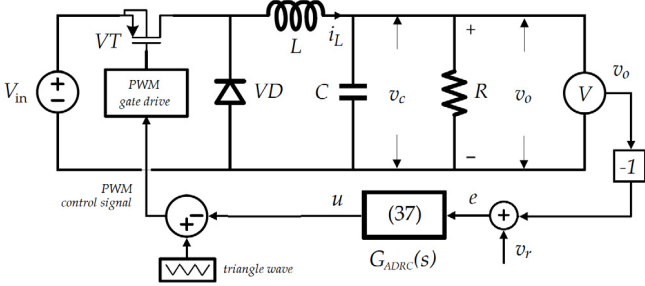 VT
L
i_L
+
V_in
PWM
gate drive
VD
C
v_c
R
v_o
V
v_o
-1
PWM
control signal
u
(37)
e
+
G_ADRC(s)
v_r
triangle wave